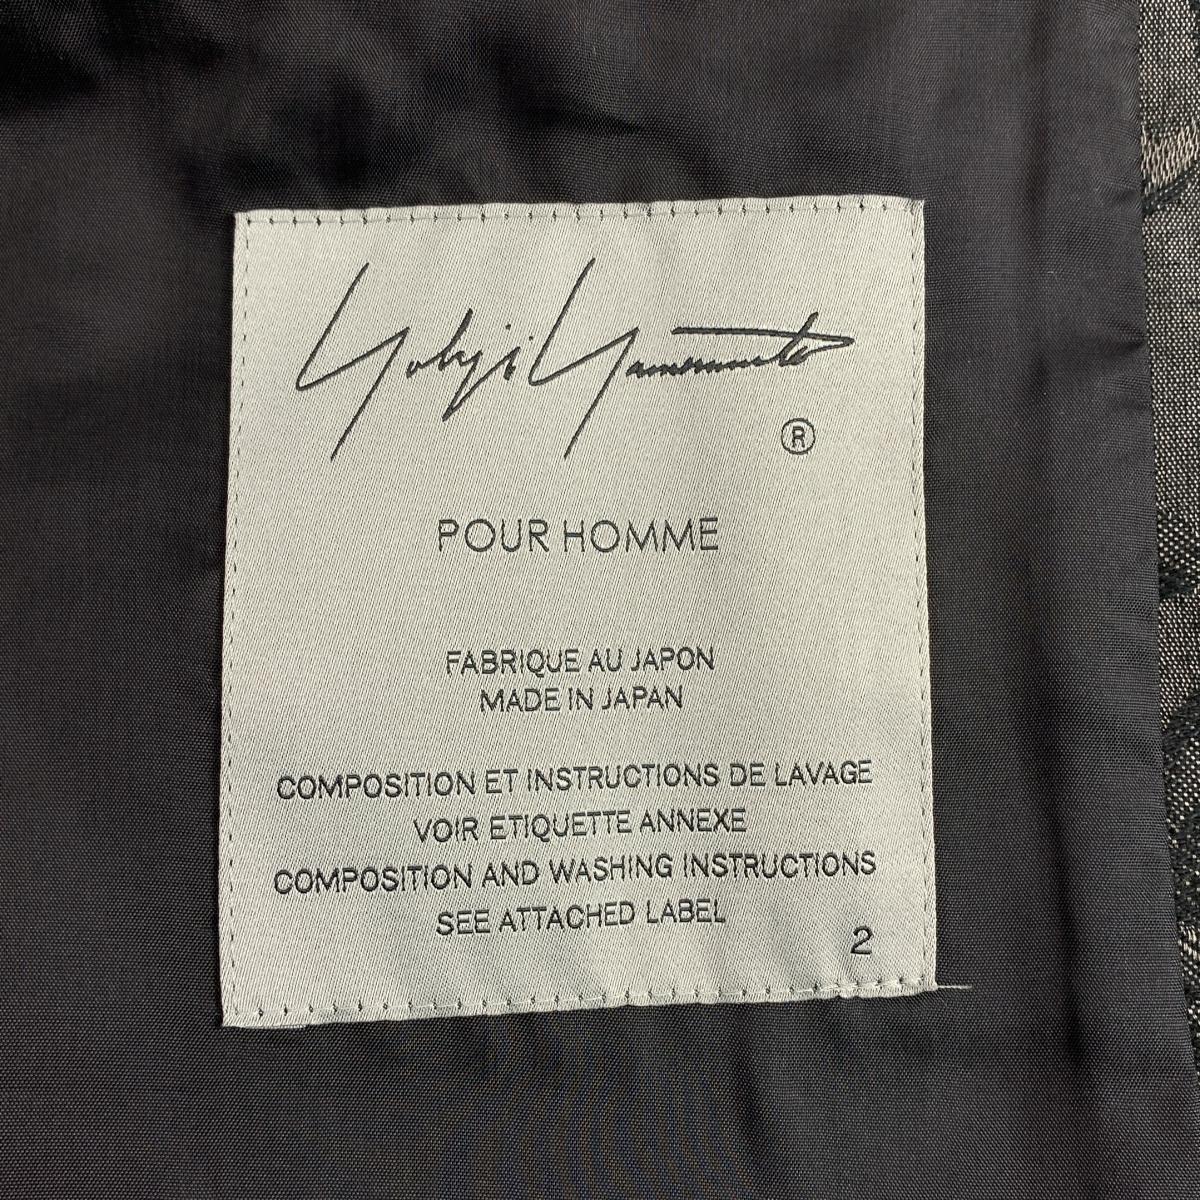 Yohji Yamamoto
®
POUR HOMME
FABRIQUE AU JAPON
MADE IN JAPAN
COMPOSITION ET INSTRUCTIONS DE LAVAGE
VOIR ETIQUETTE ANNEXE
COMPOSITION AND WASHING INSTRUCTIONS
SEE ATTACHED LABEL
2